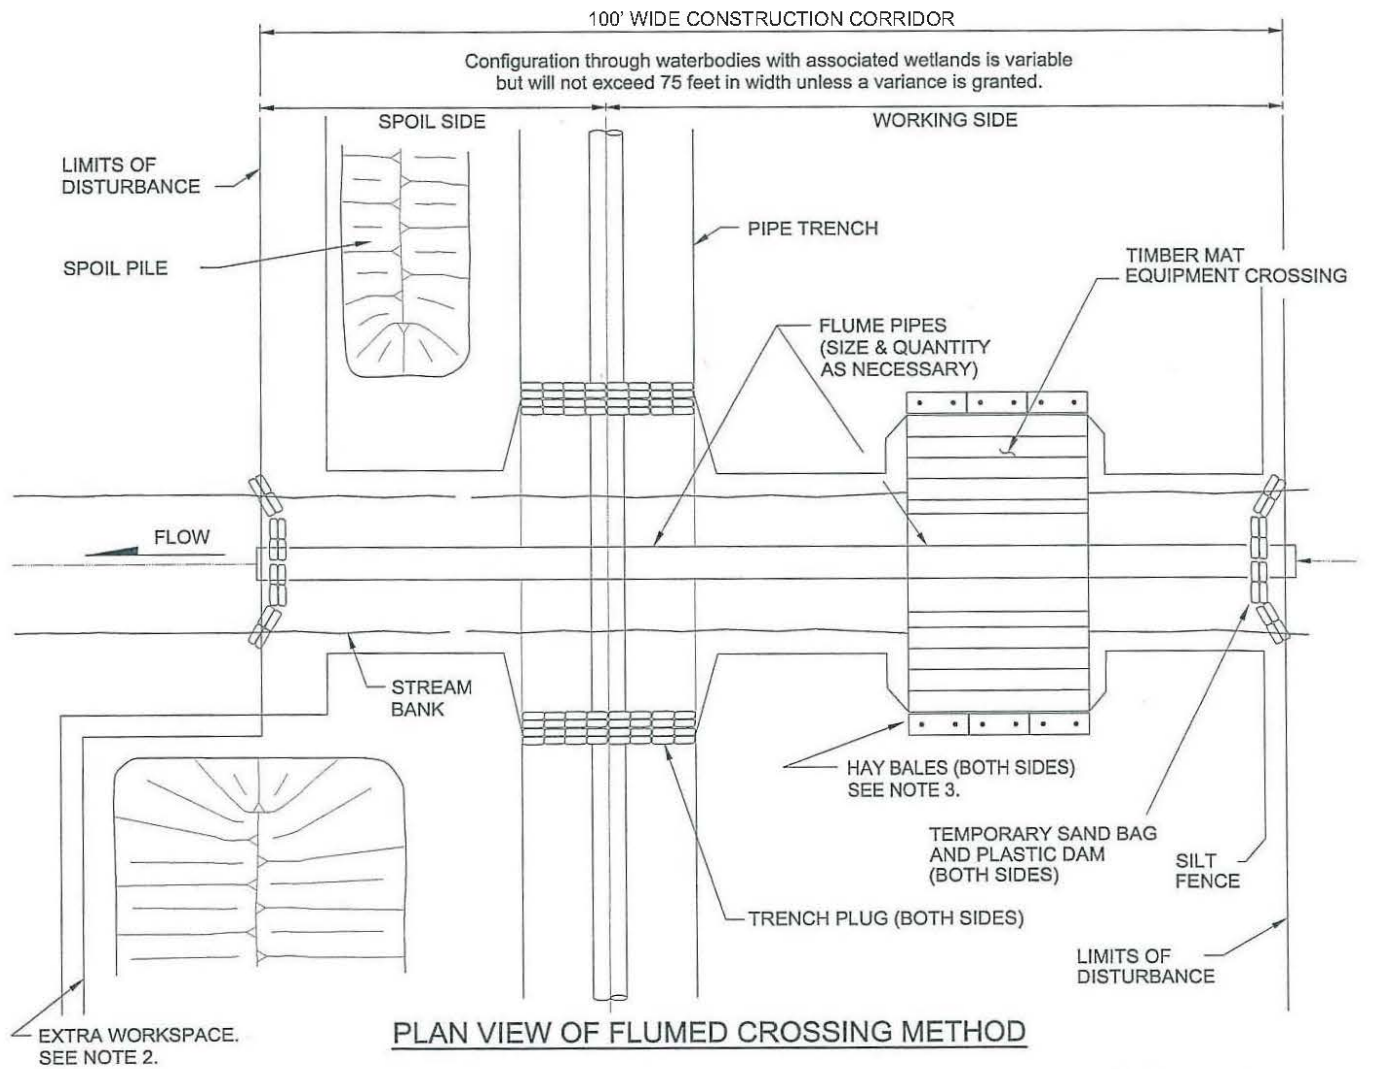 100' WIDE CONSTRUCTION CORRIDOR
Configuration through waterbodies with associated wetlands is variable
but will not exceed 75 feet in width unless a variance is granted.
SPOIL SIDE
WORKING SIDE
LIMITS OF
DISTURBANCE
PIPE TRENCH
SPOIL PILE
TIMBER MAT
EQUIPMENT CROSSING
FLUME PIPES
(SIZE & QUANTITY
AS NECESSARY)
FLOW
STREAM
BANK
HAY BALES (BOTH SIDES)
SEE NOTE 3.
TEMPORARY SAND BAG
AND PLASTIC DAM
(BOTH SIDES)
SILT
FENCE
TRENCH PLUG (BOTH SIDES)
LIMITS OF
DISTURBANCE
EXTRA WORKSPACE.
SEE NOTE 2.
PLAN VIEW OF FLUMED CROSSING METHOD